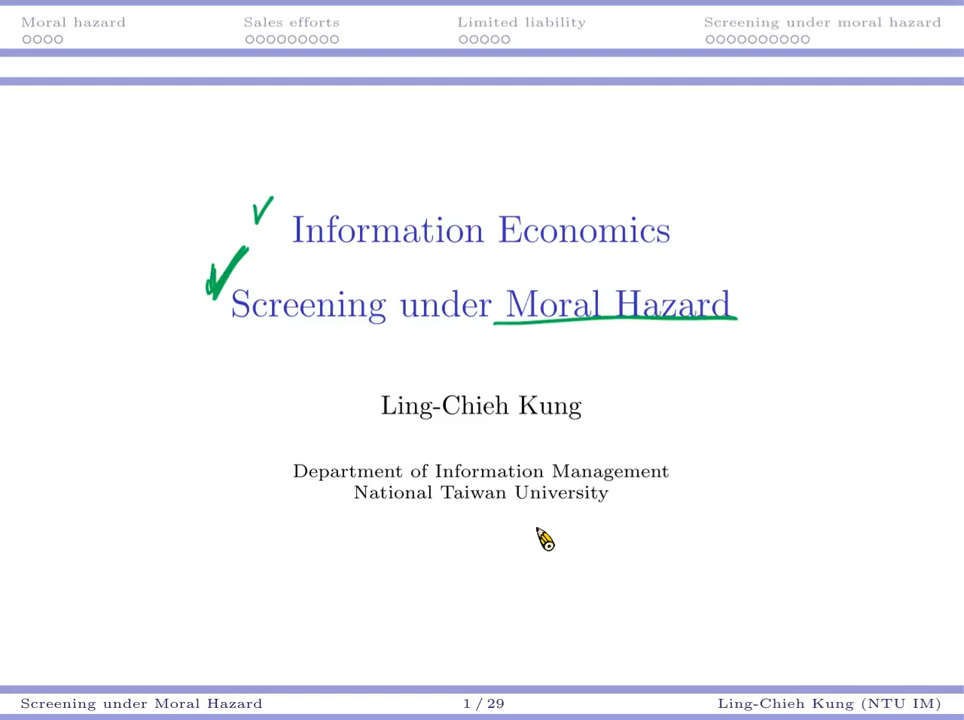 Moral hazard Sales efforts Limited liability Screening under moral hazard
Information Economics
Screening under Moral Hazard
Ling-Chieh Kung
Department of Information Management
National Taiwan University
Screening under Moral Hazard 1 / 29 Ling-Chieh Kung (NTU IM)